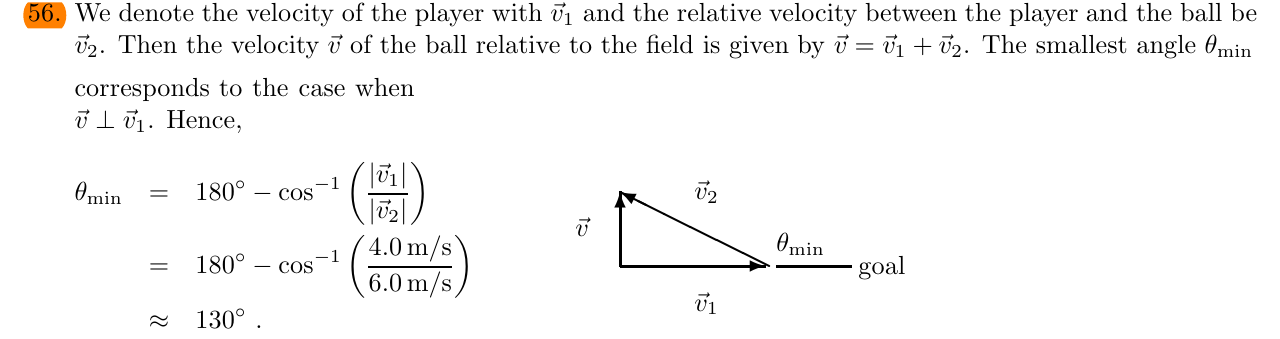 56. We denote the velocity of the player with $\vec{v}_1$ and the relative velocity between the player and the ball be
$\vec{v}_2$. Then the velocity $\vec{v}$ of the ball relative to the field is given by $\vec{v} = \vec{v}_1 + \vec{v}_2$. The smallest angle $\theta_{\min}$
corresponds to the case when
$\vec{v} \perp \vec{v}_1$. Hence,
$\theta_{\min} = 180^\circ - \cos^{-1}\left(\frac{|\vec{v}_1|}{|\vec{v}_2|}\right)$
$= 180^\circ - \cos^{-1}\left(\frac{4.0\,\mathrm{m/s}}{6.0\,\mathrm{m/s}}\right)$
$\approx 130^\circ$ .
$\vec{v}_2$
$\vec{v}$
$\theta_{\min}$
goal
$\vec{v}_1$